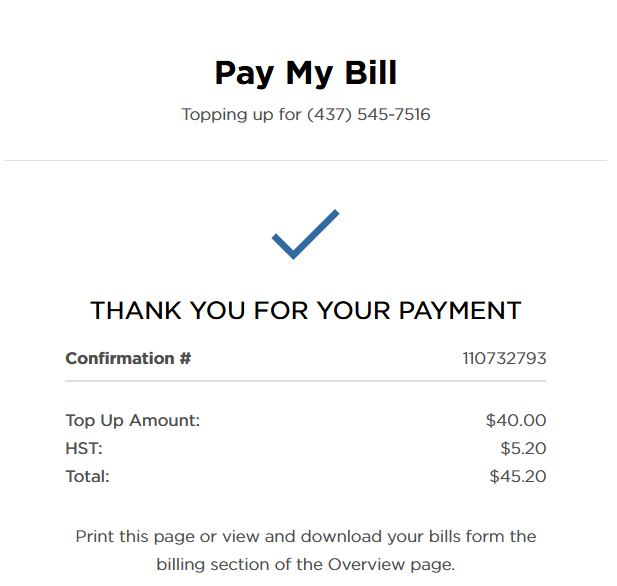 Pay My Bill
Topping up for (437) 545-7516
THANK YOU FOR YOUR PAYMENT
Confirmation # 110732793
Top Up Amount: $40.00
HST: $5.20
Total: $45.20
Print this page or view and download your bills form the
billing section of the Overview page.